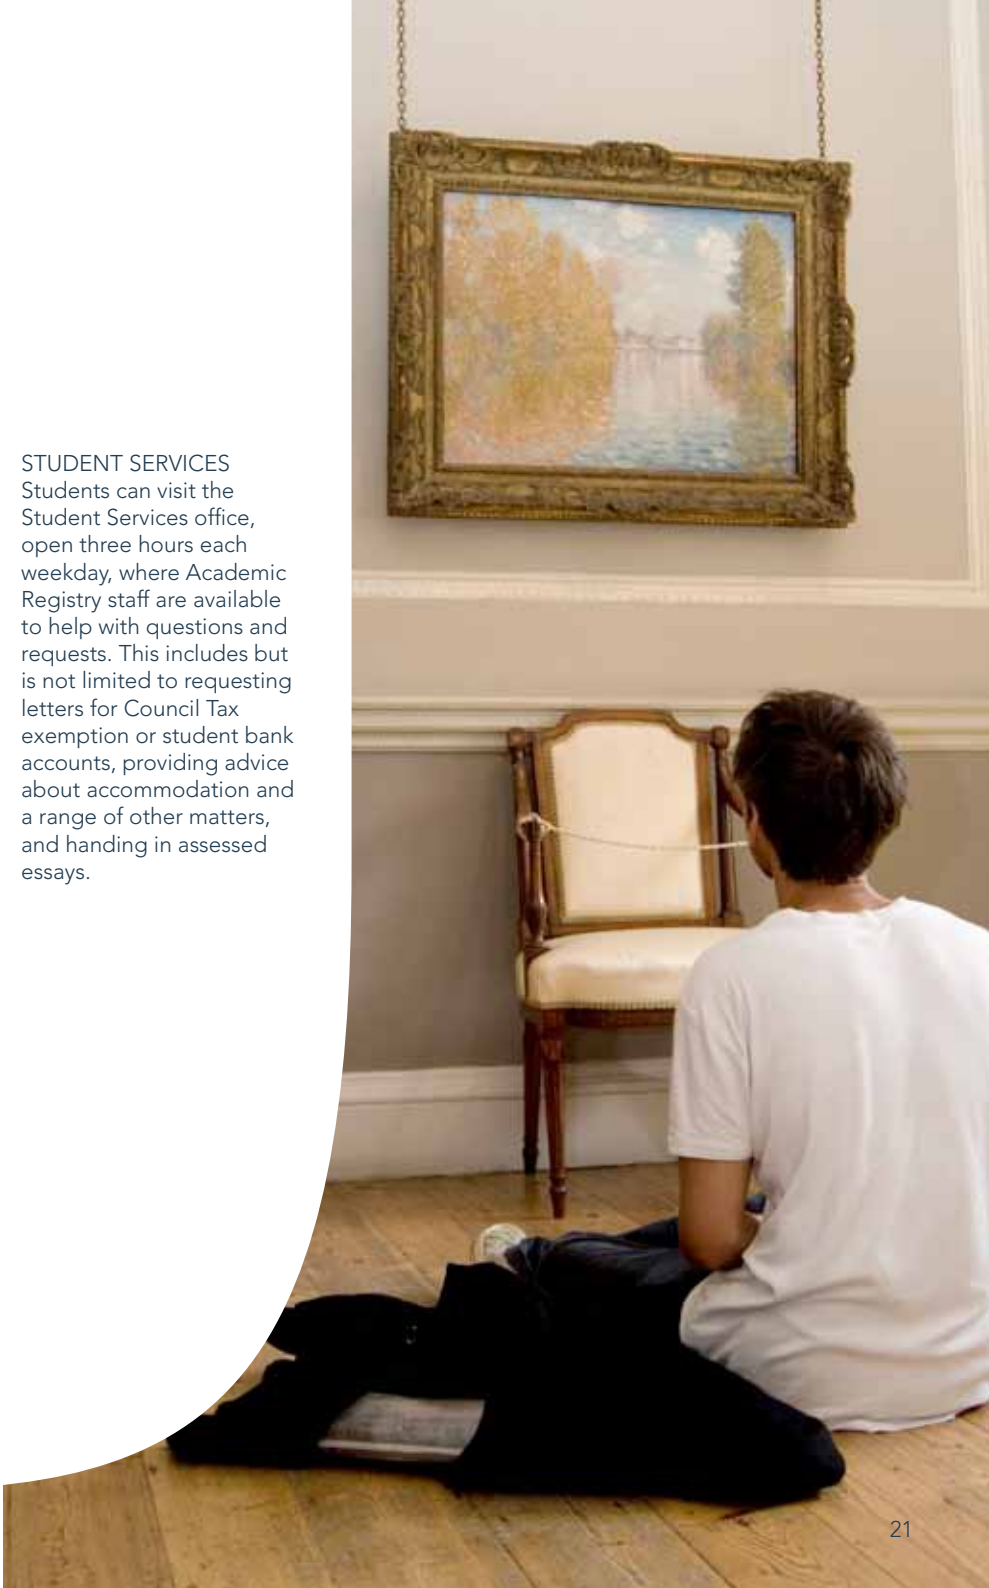 STUDENT SERVICES
Students can visit the
Student Services office,
open three hours each
weekday, where Academic
Registry staff are available
to help with questions and
requests. This includes but
is not limited to requesting
letters for Council Tax
exemption or student bank
accounts, providing advice
about accommodation and
a range of other matters,
and handing in assessed
essays.
21